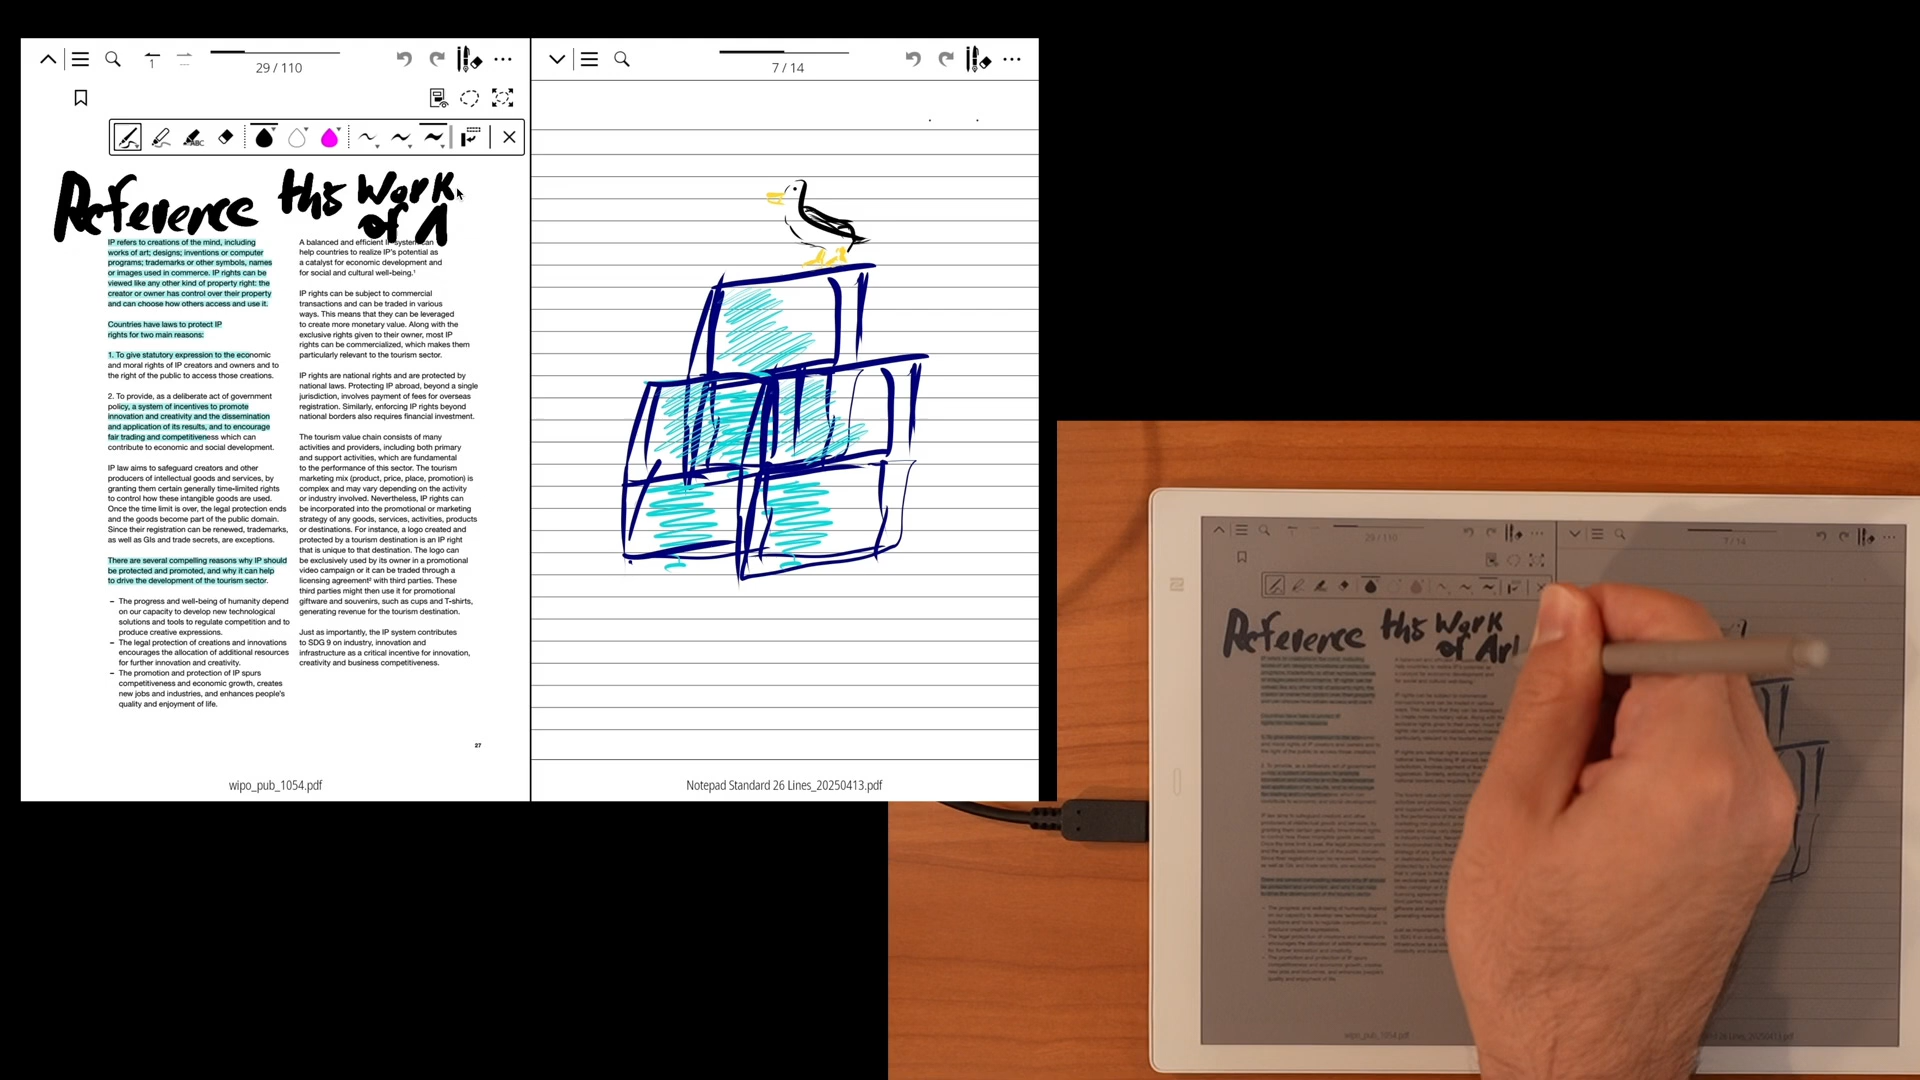 1
29 / 110
ABC
Reference this Work
of A
IP refers to creations of the mind, including
works of art; designs; inventions or computer
programs; trademarks or other symbols, names
or images used in commerce. IP rights can be
viewed like any other kind of property right: the
creator or owner has control over their property
and can choose how others access and use it.
Countries have laws to protect IP
rights for two main reasons:
1. To give statutory expression to the economic
and moral rights of IP creators and owners and to
the right of the public to access those creations.
2. To provide, as a deliberate act of government
policy, a system of incentives to promote
innovation and creativity and the dissemination
and application of its results, and to encourage
fair trading and competitiveness which can
contribute to economic and social development.
IP law aims to safeguard creators and other
producers of intellectual goods and services, by
granting them certain generally time-limited rights
to control how these intangible goods are used.
Once the time limit is over, the legal protection ends
and the goods become part of the public domain.
Since their registration can be renewed, trademarks,
as well as GIs and trade secrets, are exceptions.
There are several compelling reasons why IP should
be protected and promoted, and why it can help
to drive the development of the tourism sector.
– The progress and well-being of humanity depend
on our capacity to develop new technological
solutions and tools to regulate competition and to
produce creative expressions.
– The legal protection of creations and innovations
encourages the allocation of additional resources
for further innovation and creativity.
– The promotion and protection of IP spurs
competitiveness and economic growth, creates
new jobs and industries, and enhances people's
quality and enjoyment of life.
A balanced and efficient IP system can
help countries to realize IP's potential as
a catalyst for economic development and
for social and cultural well-being.¹
IP rights can be subject to commercial
transactions and can be traded in various
ways. This means that they can be leveraged
to create more monetary value. Along with the
exclusive rights given to their owner, most IP
rights can be commercialized, which makes them
particularly relevant to the tourism sector.
IP rights are national rights and are protected by
national laws. Protecting IP abroad, beyond a single
jurisdiction, involves payment of fees for overseas
registration. Similarly, enforcing IP rights beyond
national borders also requires financial investment.
The tourism value chain consists of many
activities and providers, including both primary
and support activities, which are fundamental
to the performance of this sector. The tourism
marketing mix (product, price, place, promotion) is
complex and may vary depending on the activity
or industry involved. Nevertheless, IP rights can
be incorporated into the promotional or marketing
strategy of any goods, services, activities, products
or destinations. For instance, a logo created and
protected by a tourism destination is an IP right
that is unique to that destination. The logo can
be exclusively used by its owner in a promotional
video campaign or it can be traded through a
licensing agreement² with third parties. These
third parties might then use it for promotional
giftware and souvenirs, such as cups and T-shirts,
generating revenue for the tourism destination.
Just as importantly, the IP system contributes
to SDG 9 on industry, innovation and
infrastructure as a critical incentive for innovation,
creativity and business competitiveness.
27
wipo_pub_1054.pdf
7 / 14
Notepad Standard 26 Lines_20250413.pdf
29 / 110
7 / 14
Reference this Work
of Ar
wipo_pub_1054.pdf
26 Lines_20250413.pdf